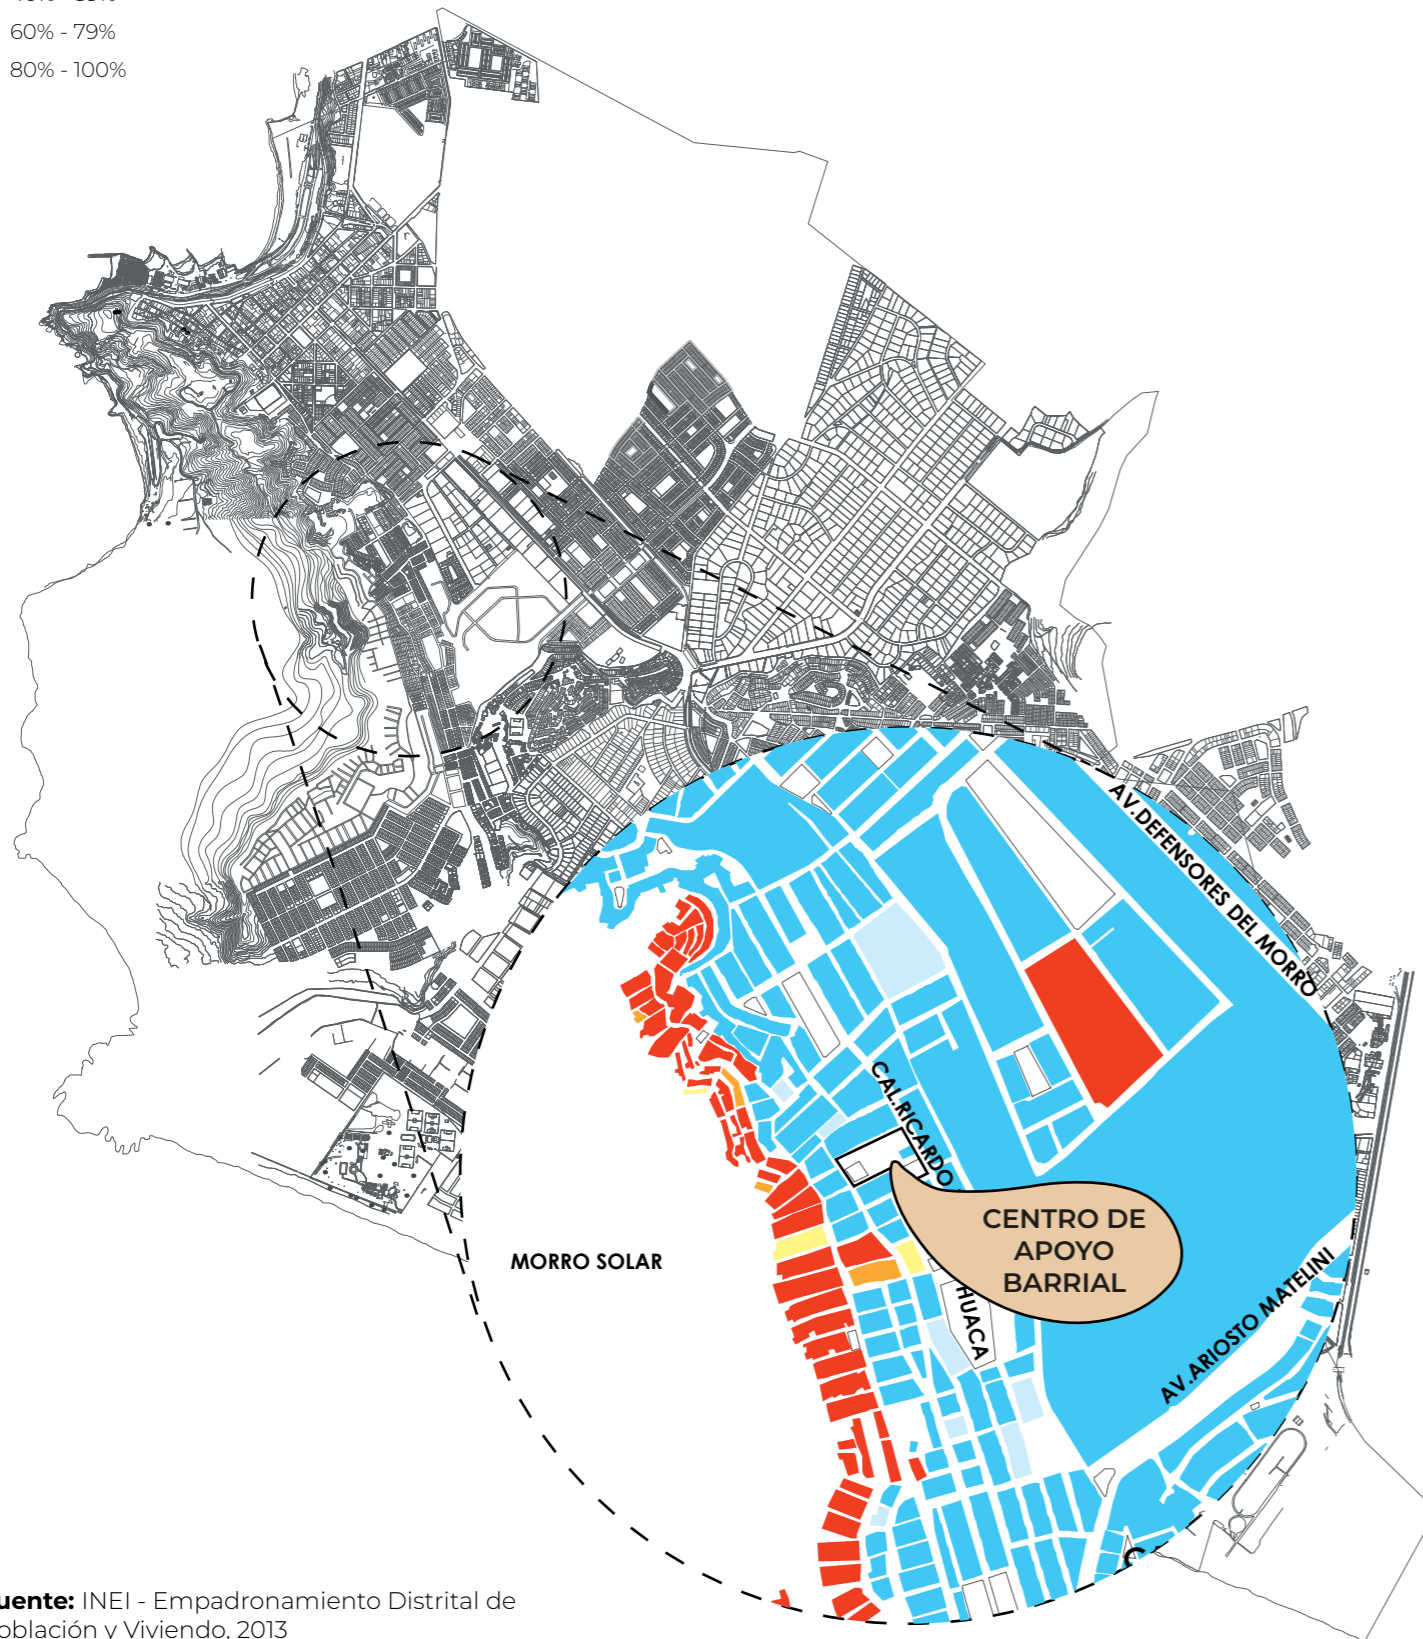 60% - 79%
80% - 100%
AV.DEFENSORES DEL MORRO
CAL.RICARDO
CENTRO DE
APOYO
BARRIAL
MORRO SOLAR
HUACA
AV.ARIOSTO MATELINI
uente: INEI - Empadronamiento Distrital de
oblación y Viviendo, 2013